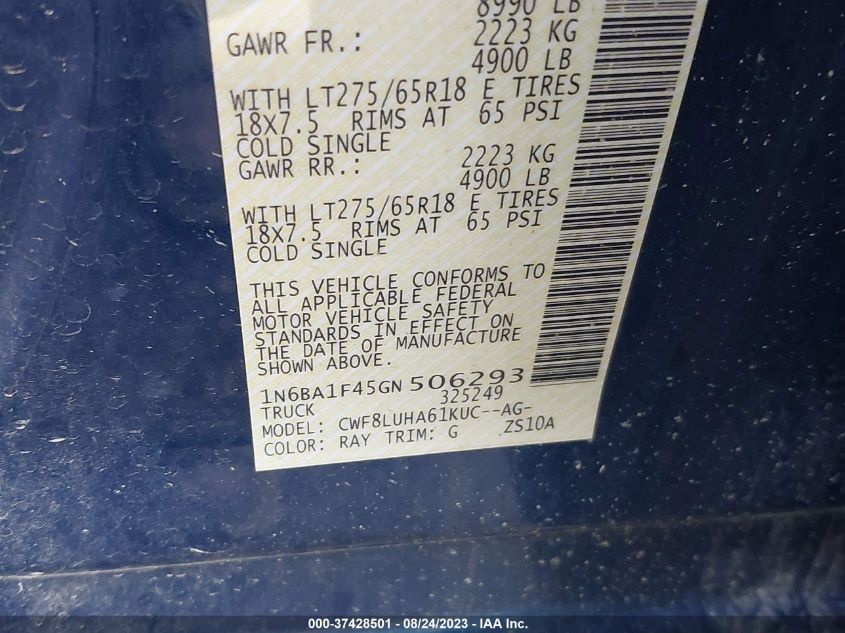 8990 LB
GAWR FR.: 2223 KG
4900 LB
WITH LT275/65R18 E TIRES
18X7.5 RIMS AT 65 PSI
COLD SINGLE
GAWR RR.: 2223 KG
4900 LB
WITH LT275/65R18 E TIRES
18X7.5 RIMS AT 65 PSI
COLD SINGLE
THIS VEHICLE CONFORMS TO
ALL APPLICABLE FEDERAL
MOTOR VEHICLE SAFETY
STANDARDS IN EFFECT ON
THE DATE OF MANUFACTURE
SHOWN ABOVE.
1N6BA1F45GN 506293
TRUCK 325249
MODEL: CWF8LUHA61KUC--AG-
COLOR: RAY TRIM: G ZS10A
000-37428501 - 08/24/2023 - IAA Inc.